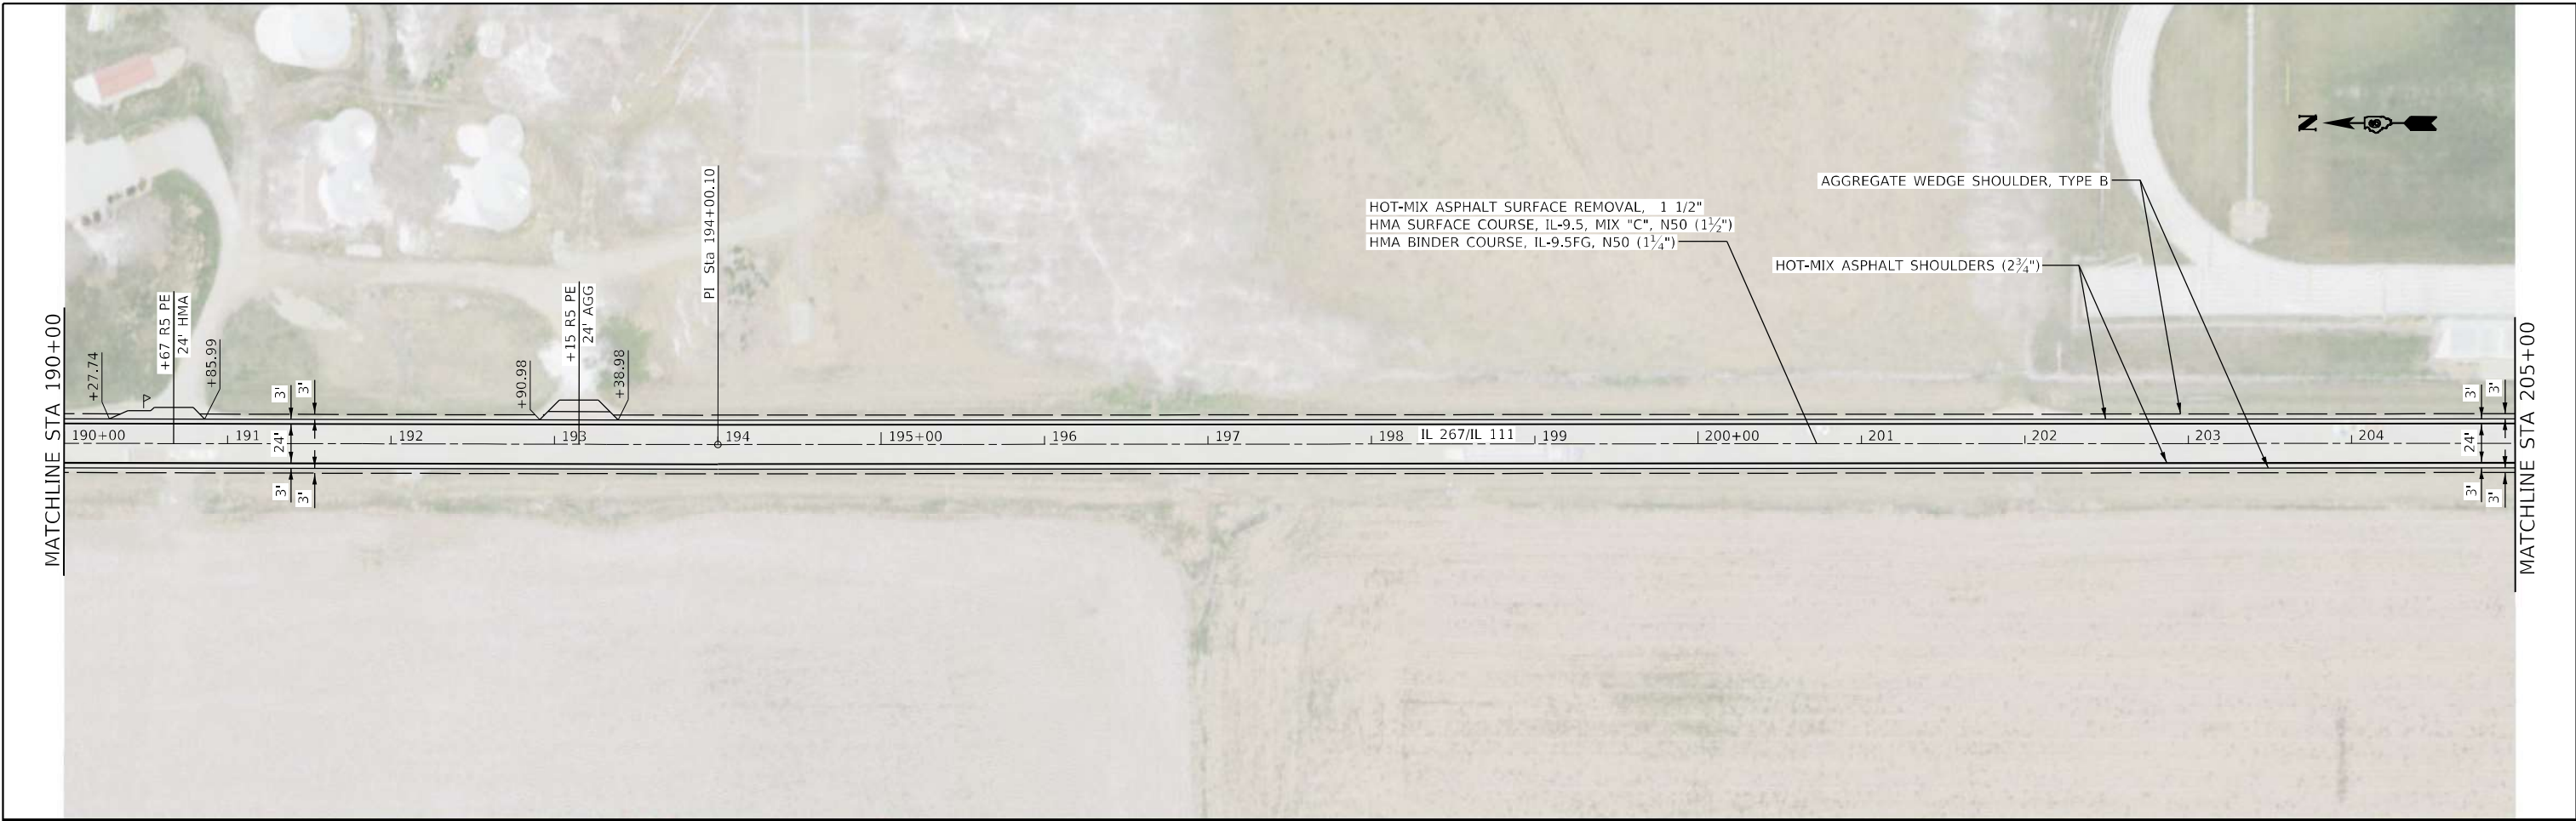 MATCHLINE STA 190+00
+27.74
+67 R5 PE
24' HMA
+85.99
3'
3'
24'
3'
3'
+90.98
+15 R5 PE
24' AGG
+38.98
PI Sta 194+00.10
HOT-MIX ASPHALT SURFACE REMOVAL, 1 1/2"
HMA SURFACE COURSE, IL-9.5, MIX "C", N50 (1½")
HMA BINDER COURSE, IL-9.5FG, N50 (1¼")
AGGREGATE WEDGE SHOULDER, TYPE B
HOT-MIX ASPHALT SHOULDERS (2¾")
N
190+00
191
192
193
194
195+00
196
197
198
IL 267/IL 111
199
200+00
201
202
203
204
3'
3'
24'
3'
3'
MATCHLINE STA 205+00